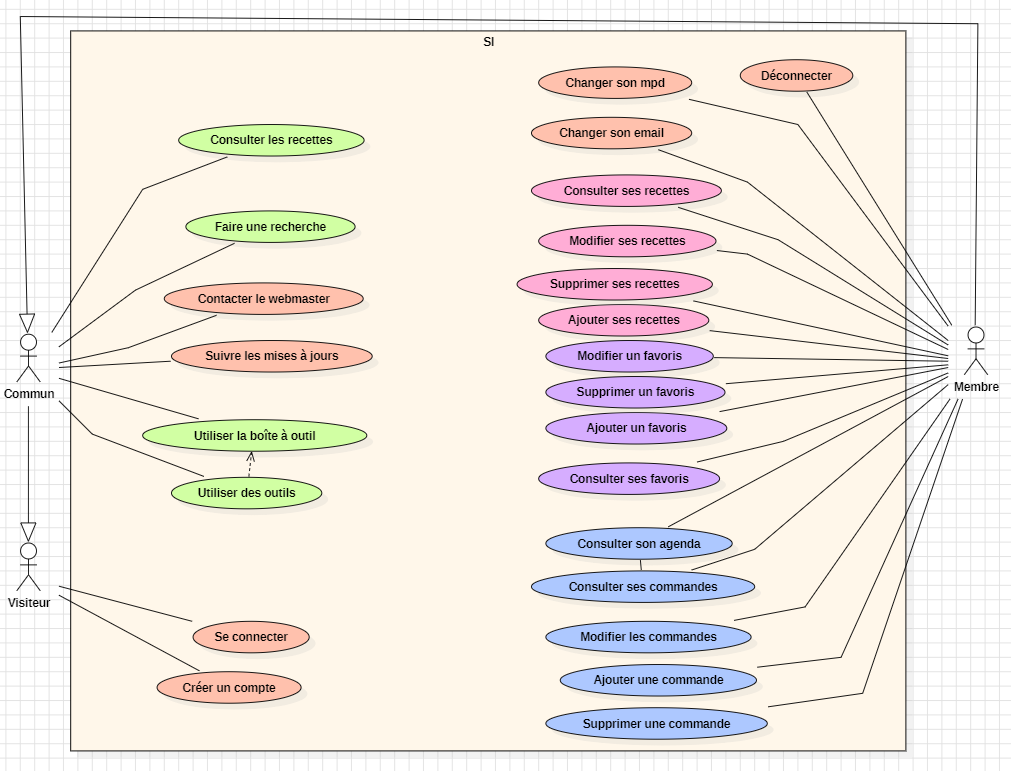 SI
Changer son mpd
Déconnecter
Changer son email
Consulter les recettes
Consulter ses recettes
Faire une recherche
Modifier ses recettes
Supprimer ses recettes
Contacter le webmaster
Ajouter ses recettes
Suivre les mises à jours
Modifier un favoris
Commun
Membre
Supprimer un favoris
Ajouter un favoris
Utiliser la boîte à outil
Consulter ses favoris
Utiliser des outils
Consulter son agenda
Consulter ses commandes
Visiteur
Se connecter
Modifier les commandes
Ajouter une commande
Créer un compte
Supprimer une commande